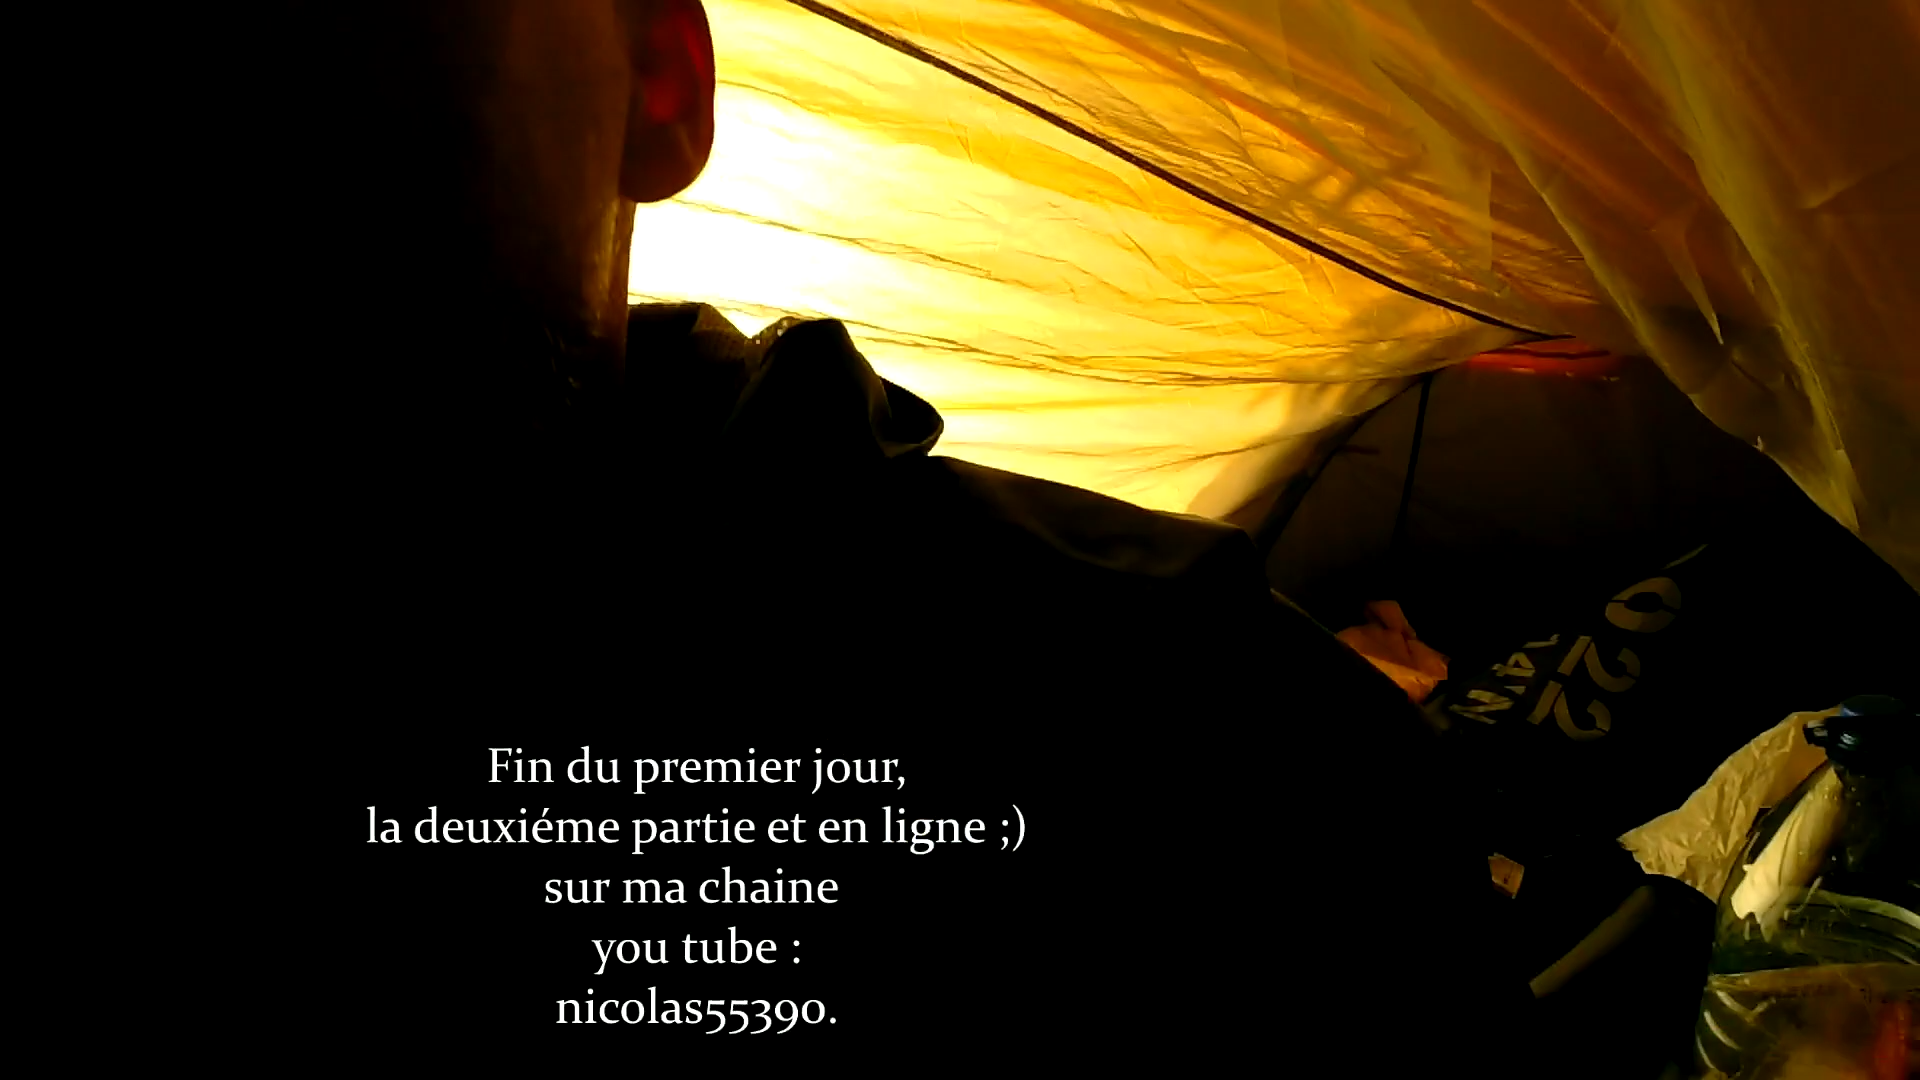 Fin du premier jour,
la deuxiéme partie et en ligne ;)
sur ma chaine
you tube :
nicolas55390.